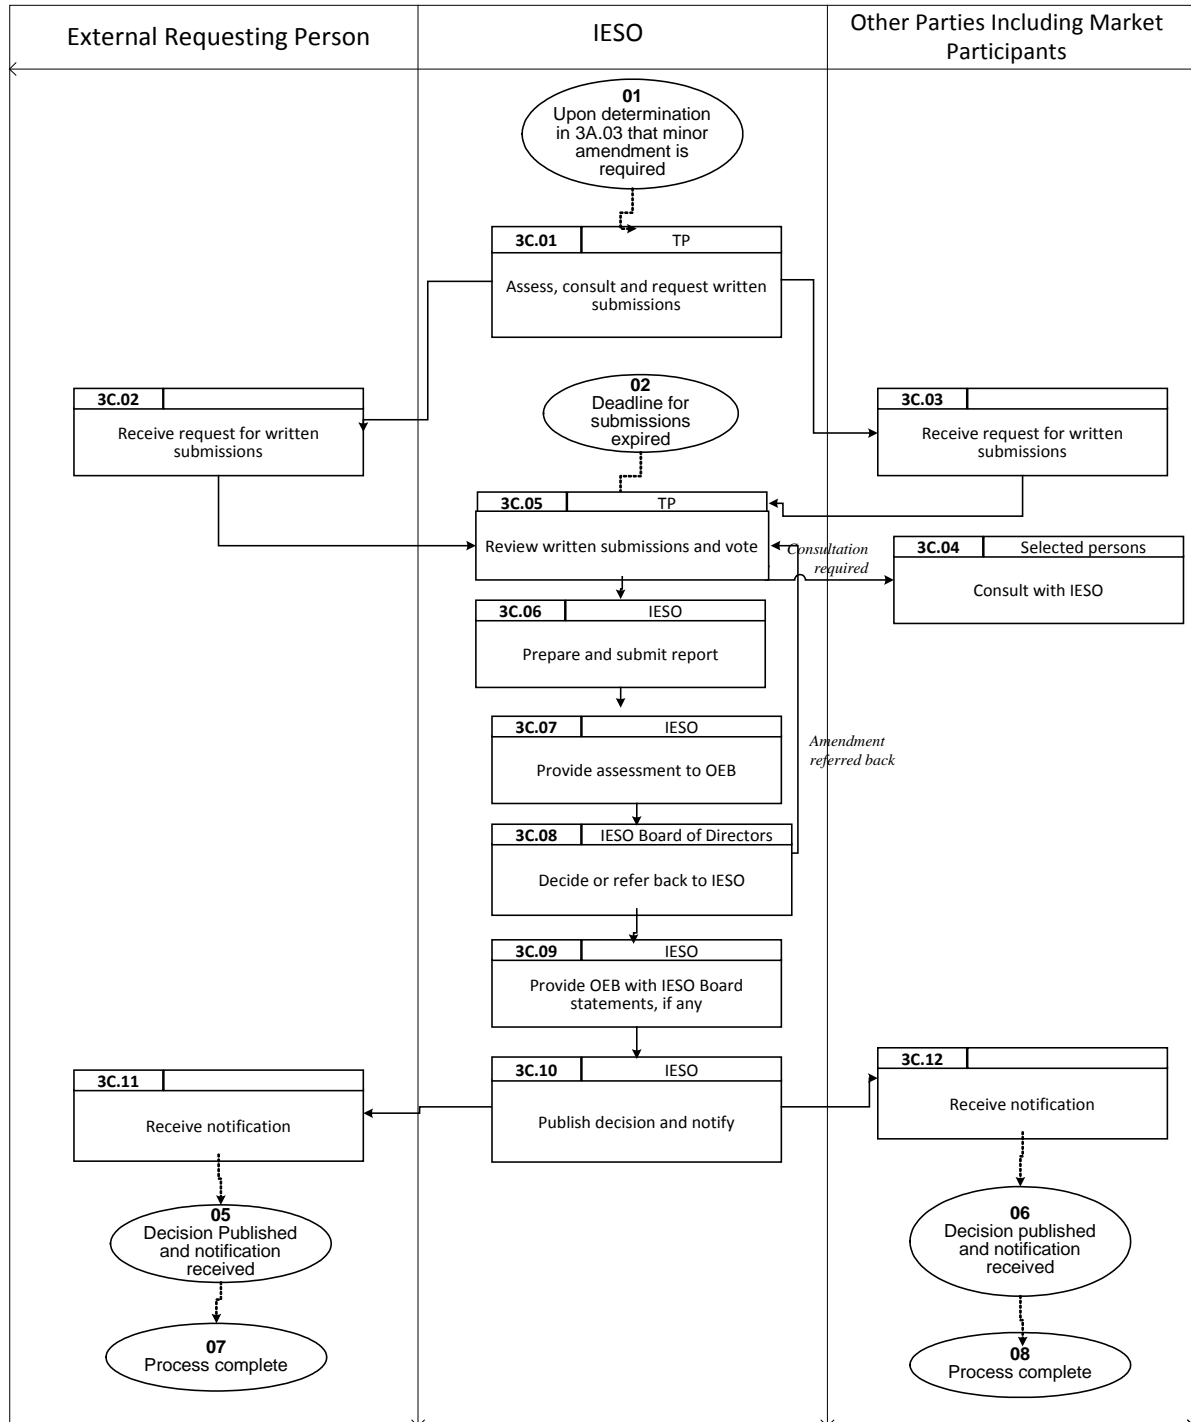 External Requesting Person
IESO
Other Parties Including Market
Participants
01
Upon determination
in 3A.03 that minor
amendment is
required
3C.01
TP
Assess, consult and request written
submissions
3C.02
Receive request for written
submissions
02
Deadline for
submissions
expired
3C.03
Receive request for written
submissions
3C.05
TP
Review written submissions and vote
Consultation
required
3C.04
Selected persons
Consult with IESO
3C.06
IESO
Prepare and submit report
3C.07
IESO
Provide assessment to OEB
Amendment
referred back
3C.08
IESO Board of Directors
Decide or refer back to IESO
3C.09
IESO
Provide OEB with IESO Board
statements, if any
3C.10
IESO
Publish decision and notify
3C.11
Receive notification
3C.12
Receive notification
05
Decision Published
and notification
received
06
Decision published
and notification
received
07
Process complete
08
Process complete